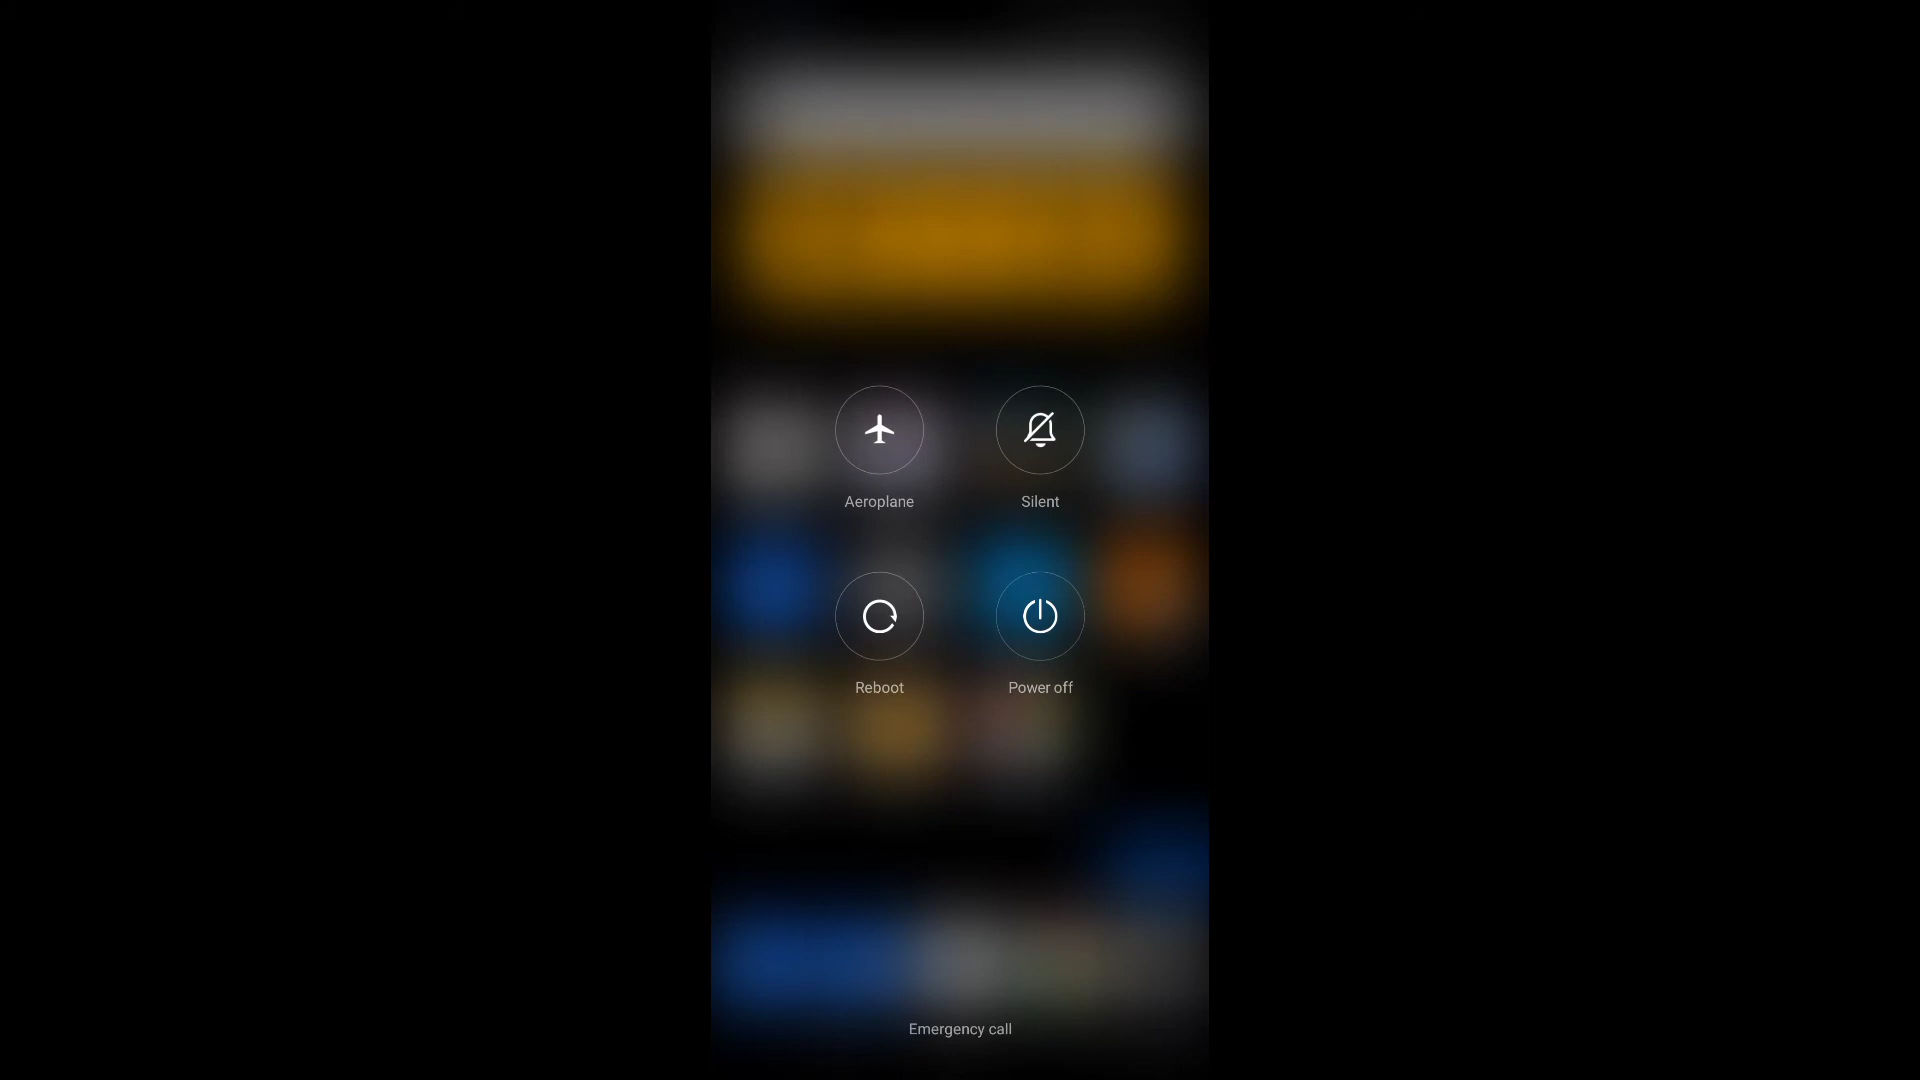 Aeroplane
Silent
Reboot
Power off
Emergency call